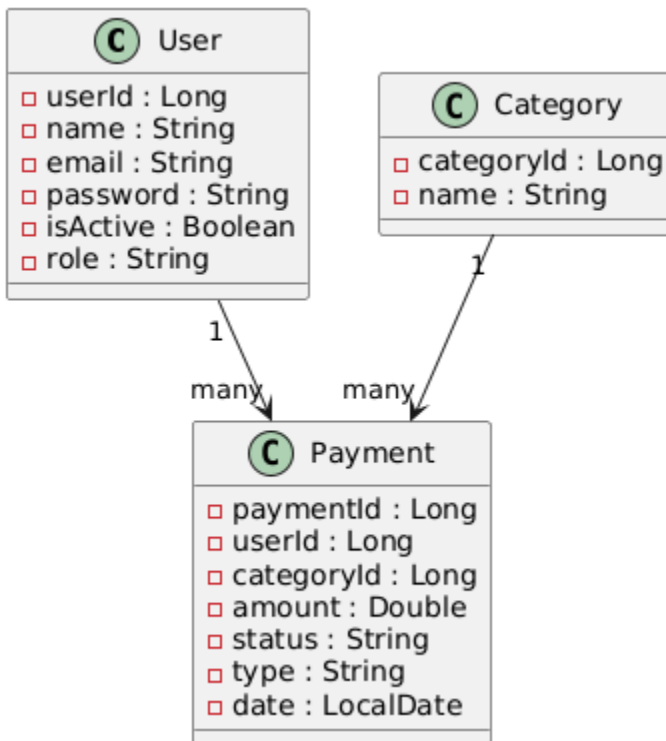 C User
userId : Long
name : String
email : String
password : String
isActive : Boolean
role : String
C Category
categoryId : Long
name : String
1
many
1
many
C Payment
paymentId : Long
userId : Long
categoryId : Long
amount : Double
status : String
type : String
date : LocalDate